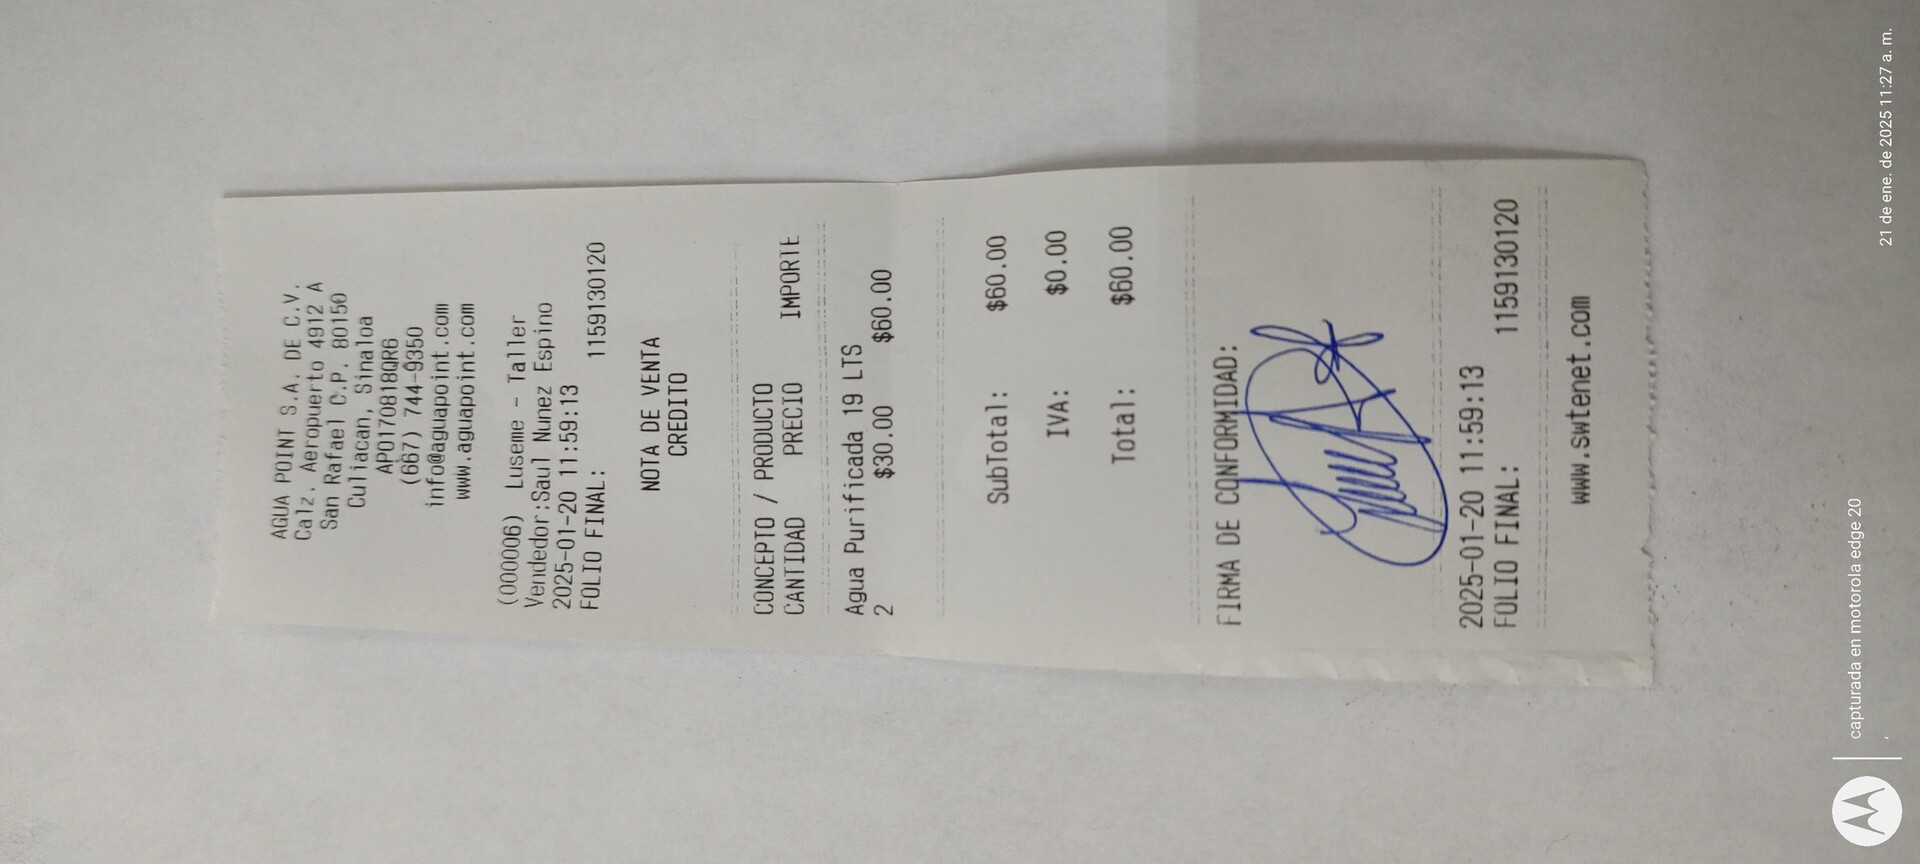 AGUA POINT S.A. DE C.V.
Calz. Aeropuerto 4912 A
San Rafael C.P. 80150
Culiacan, Sinaloa
APO170818QR6
(667) 744-9350
info@aguapoint.com
www.aguapoint.com
(000006) Luseme - Taller
Vendedor:Saul Nunez Espino
2025-01-20 11:59:13
FOLIO FINAL: 1159130120
NOTA DE VENTA
CREDITO
CONCEPTO / PRODUCTO
CANTIDAD PRECIO IMPORTE
Agua Purificada 19 LTS
2 $30.00 $60.00
SubTotal: $60.00
IVA: $0.00
Total: $60.00
FIRMA DE CONFORMIDAD:
2025-01-20 11:59:13
FOLIO FINAL: 1159130120
www.swtenet.com
capturada en motorola edge 20
,
21 de ene. de 2025 11:27 a. m.